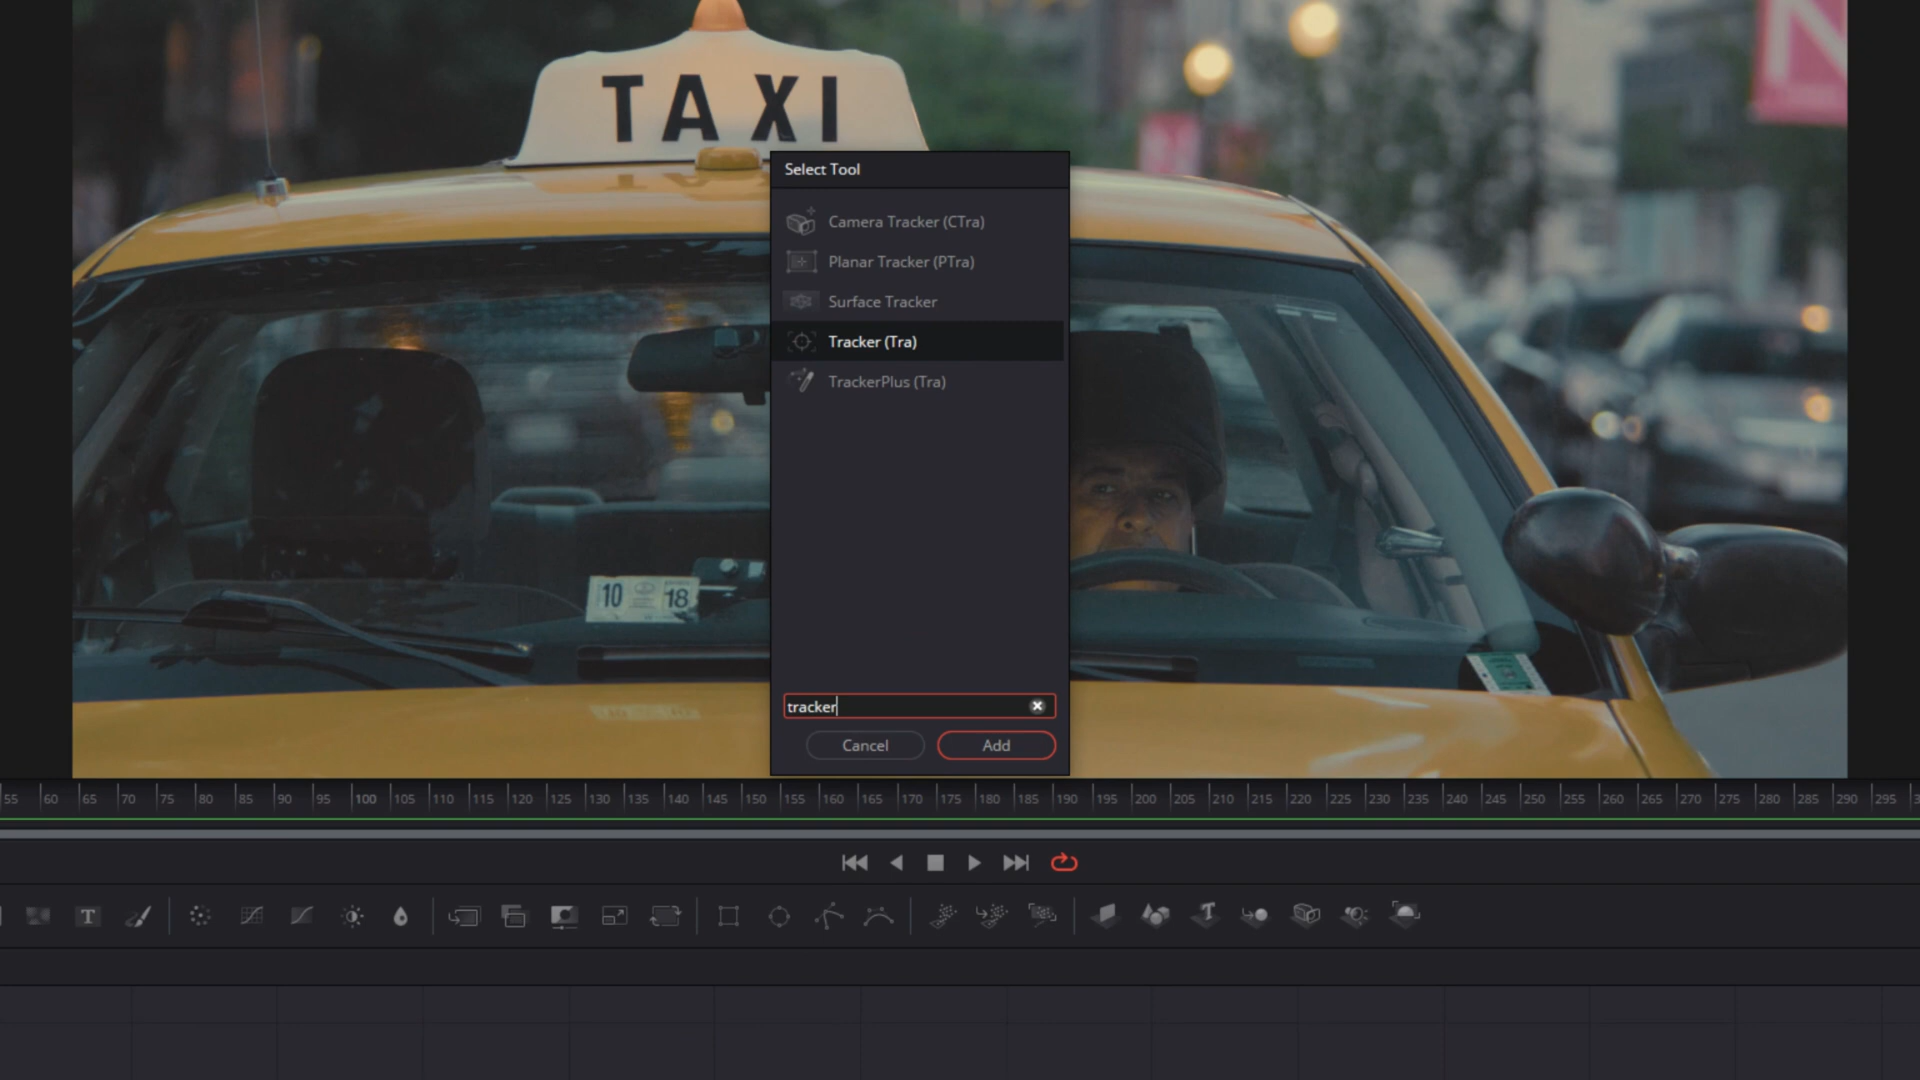 TAXI
Select Tool
Camera Tracker (CTra)
Planar Tracker (PTra)
Surface Tracker
Tracker (Tra)
TrackerPlus (Tra)
10 18
tracker
Cancel Add
55 60 65 70 75 80 85 90 95 100 105 110 115 120 125 130 135 140 145 150 155 160 165 170 175 180 185 190 195 200 205 210 215 220 225 230 235 240 245 250 255 260 265 270 275 280 285 290 295
T
N